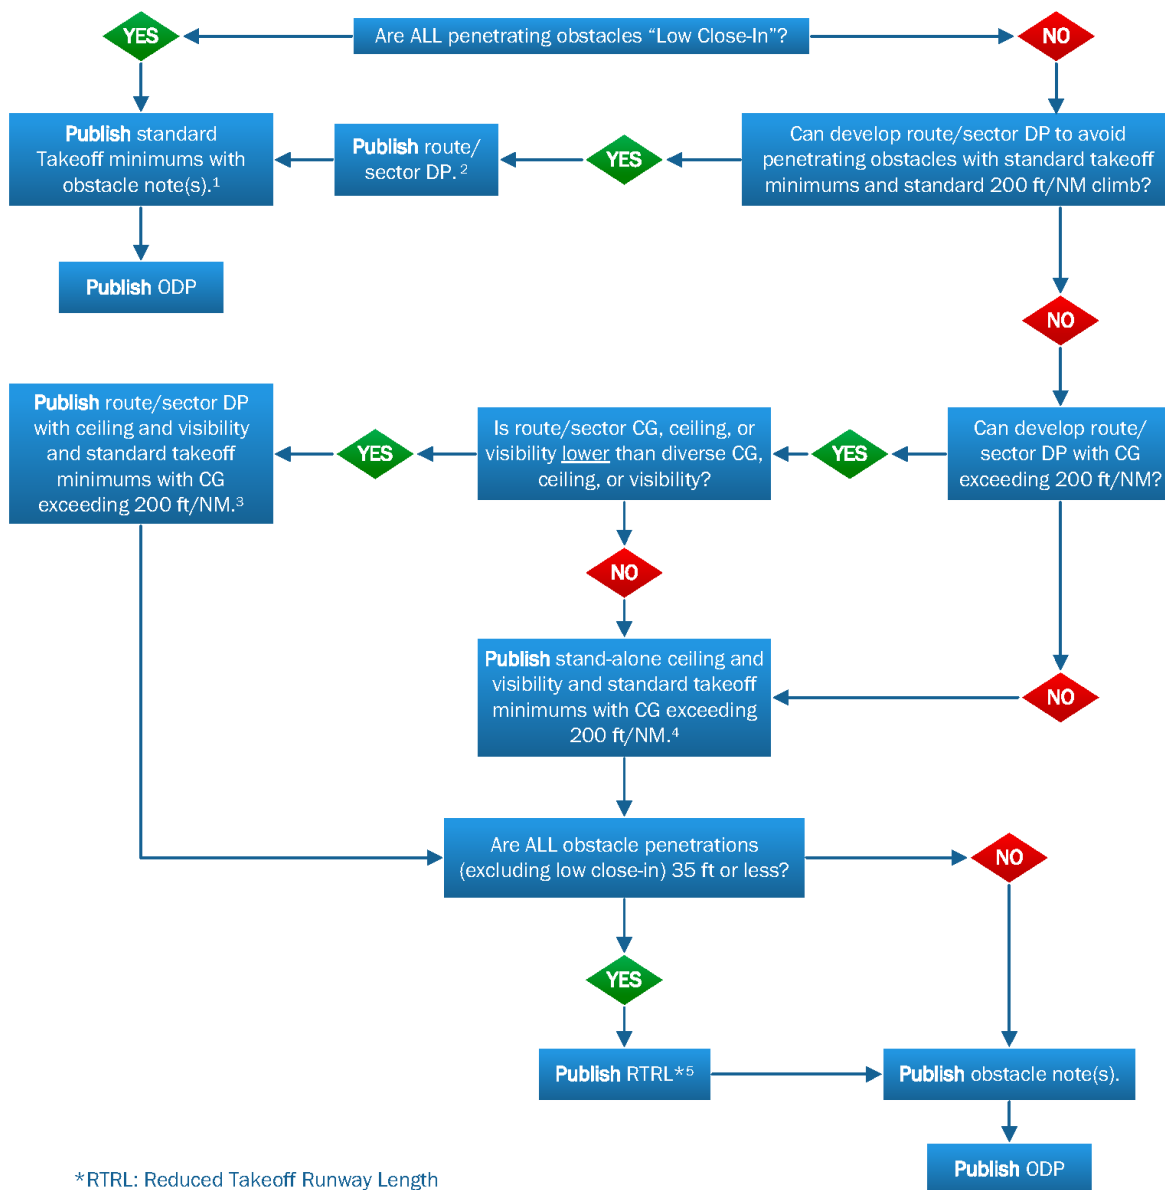 YES
Are ALL penetrating obstacles “Low Close-In”?
NO
Publish standard
Takeoff minimums with
obstacle note(s).1
Publish route/
sector DP. 2
YES
Can develop route/sector DP to avoid
penetrating obstacles with standard takeoff
minimums and standard 200 ft/NM climb?
Publish ODP
NO
Publish route/sector DP
with ceiling and visibility
and standard takeoff
minimums with CG
exceeding 200 ft/NM.3
YES
Is route/sector CG, ceiling, or
visibility lower than diverse CG,
ceiling, or visibility?
YES
Can develop route/
sector DP with CG
exceeding 200 ft/NM?
NO
Publish stand-alone ceiling and
visibility and standard takeoff
minimums with CG exceeding
200 ft/NM.4
NO
Are ALL obstacle penetrations
(excluding low close-in) 35 ft or less?
NO
YES
Publish RTRL*5
Publish obstacle note(s).
Publish ODP
*RTRL: Reduced Takeoff Runway Length